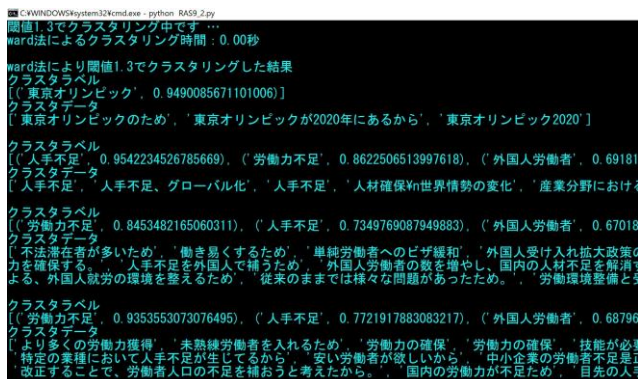 C:¥WINDOWS¥system32¥cmd.exe - python RAS9_2.py
閾値1.3でクラスタリング中です …
ward法によるクラスタリング時間：0.00秒
ward法により閾値1.3でクラスタリングした結果
クラスタラベル
[('東京オリンピック', 0.9490085671101006)]
クラスタデータ
['東京オリンピックのため', '東京オリンピックが2020年にあるから', '東京オリンピック2020']
クラスタラベル
[('人手不足', 0.9542234526785669), ('労働力不足', 0.8622506513997618), ('外国人労働者', 0.69181
クラスタデータ
['人手不足', '人手不足、グローバル化', '人手不足', '人材確保¥n世界情勢の変化', '産業分野における
クラスタラベル
[('労働力不足', 0.8453482165060311), ('人手不足', 0.7349769087949883), ('外国人労働者', 0.67018
クラスタデータ
['不法滞在者が多いため', '働き易くするため', '単純労働者へのビザ緩和', '外国人受け入れ拡大政策の
力を確保する。', '人手不足を外国人で補うため', '外国人労働者の数を増やし、国内の人材不足を解消す
よる、外国人就労の環境を整えるため', '従来のままでは様々な問題があったため。', '労働環境整備と
クラスタラベル
[('労働力不足', 0.9355353073076495), ('人手不足', 0.7721917883083217), ('外国人労働者', 0.68796
クラスタデータ
['より多くの労働力獲得', '未熟練労働者を入れるため', '労働力の確保', '労働力の確保', '技能が必
'特定の業種において人手不足が生じてるから', '安い労働者が欲しいから', '中小企業の労働者不足是正
'改正することで、労働者人口の不足を補おうと考えたから。', '国内の労働力が不足ため', '目先の人